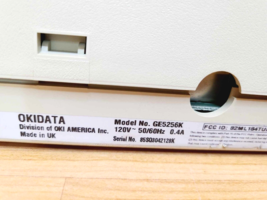 OKIDATA
Division of OKI AMERICA Inc.
Made in UK
Model No. GE5256K
120V~ 50/60Hz 0.4A
Serial No.
FCC ID.